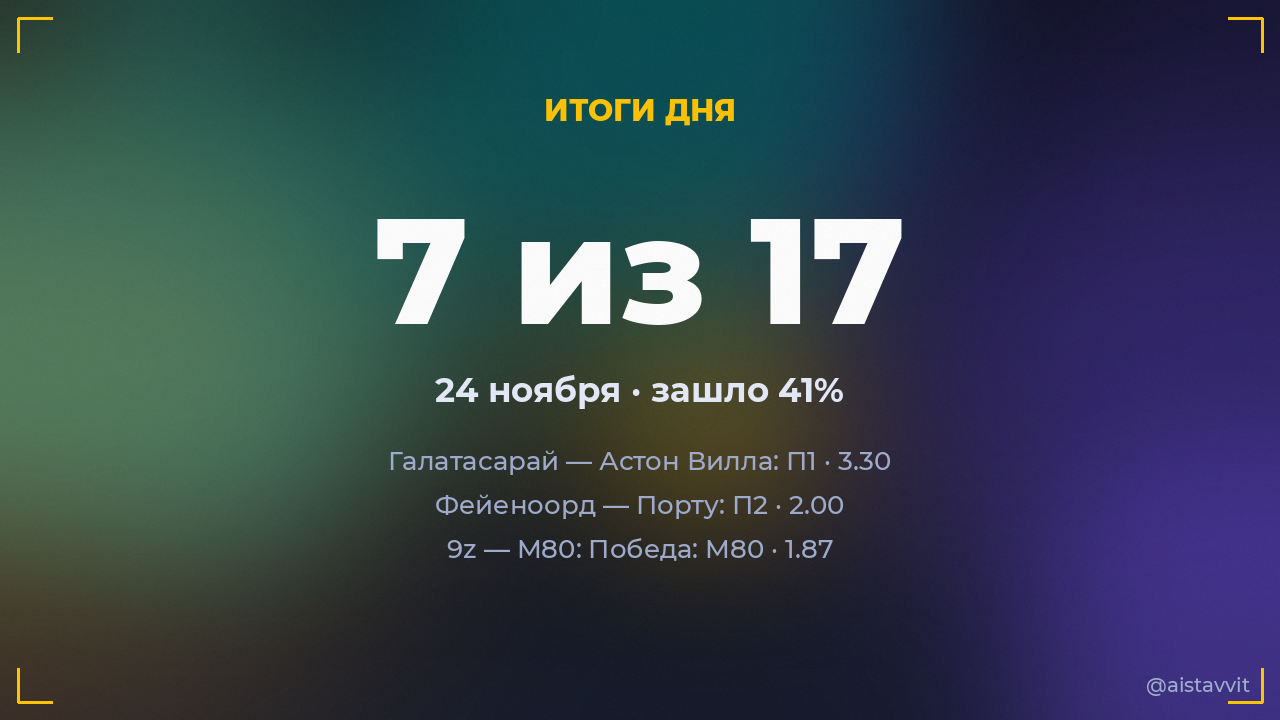 ИТОГИ ДНЯ
7 из 17
24 ноября · зашло 41%
Галатасарай — Астон Вилла: П1 · 3.30
Фейеноорд — Порту: П2 · 2.00
9z — M80: Победа: M80 · 1.87
@aistavvit